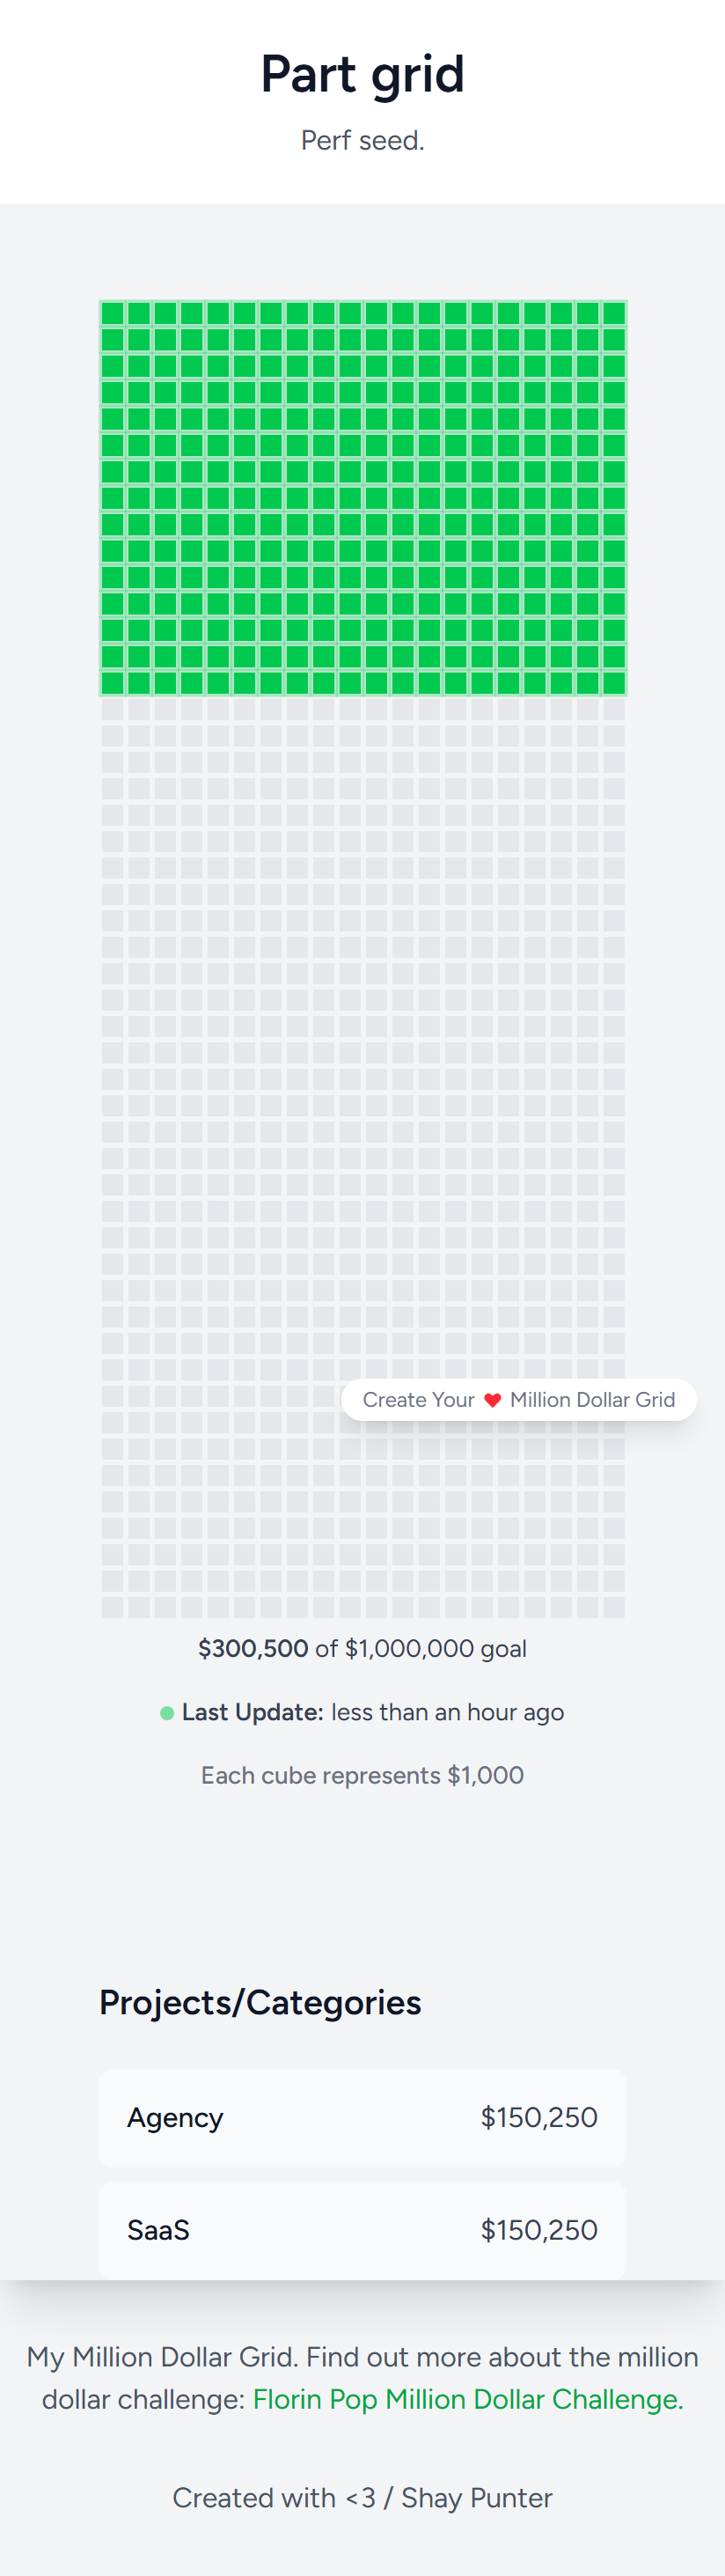 Part grid
Perf seed.
Create Your ❤ Million Dollar Grid
$300,500 of $1,000,000 goal
Last Update: less than an hour ago
Each cube represents $1,000
Projects/Categories
Agency $150,250
SaaS $150,250
My Million Dollar Grid. Find out more about the million
dollar challenge: Florin Pop Million Dollar Challenge.
Created with <3 / Shay Punter